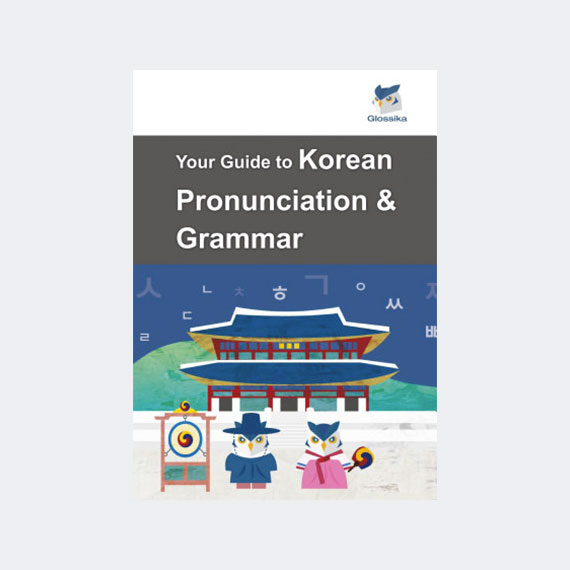 Glossika
Your Guide to Korean
Pronunciation &
Grammar
ㅅ ㄴ ㅊ ㅎ ㄱ ㅇ ㅆ ㅈ
ㄷ
ㄹ ㅃ